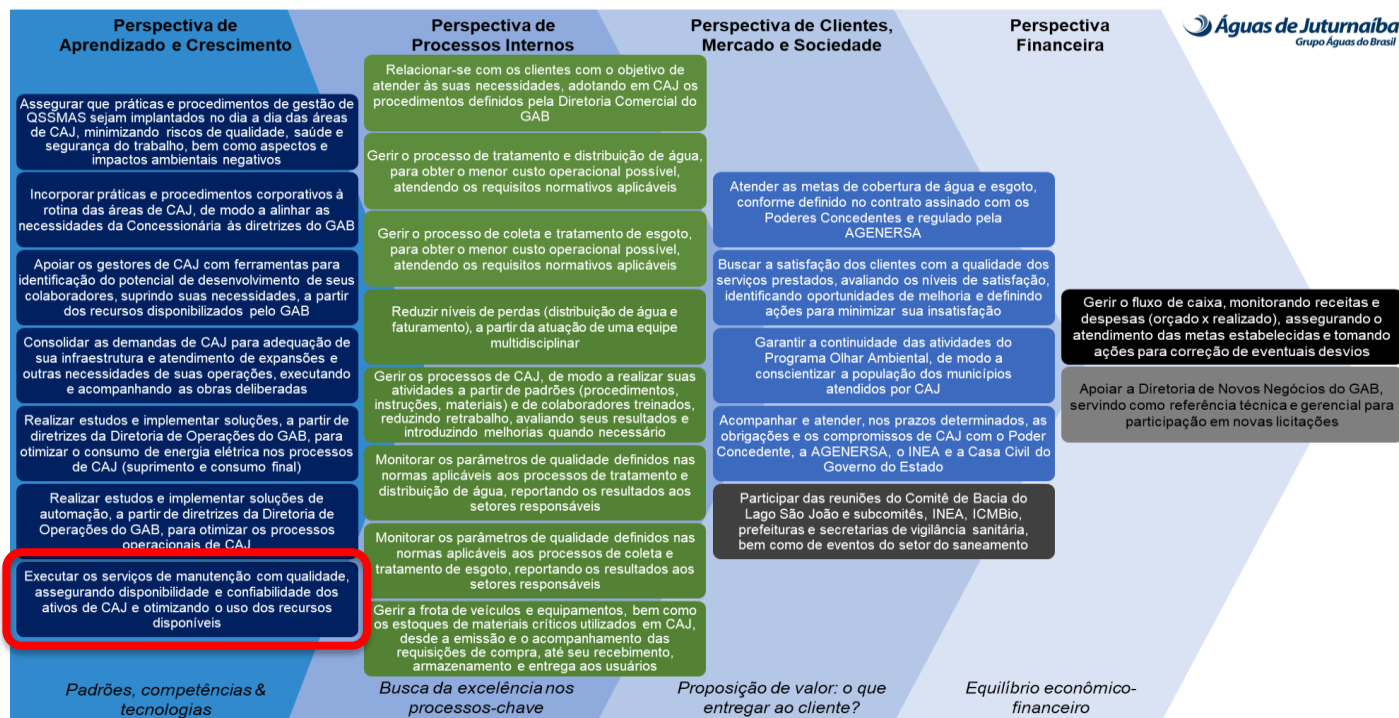 Perspectiva de
Aprendizado e Crescimento
Perspectiva de
Processos Internos
Perspectiva de Clientes,
Mercado e Sociedade
Perspectiva
Financeira
Águas de Juturnaíba
Grupo Águas do Brasil
Assegurar que práticas e procedimentos de gestão de
QSSMAS sejam implantados no dia a dia das áreas
de CAJ, minimizando riscos de qualidade, saúde e
segurança do trabalho, bem como aspectos e
impactos ambientais negativos
Incorporar práticas e procedimentos corporativos à
rotina das áreas de CAJ, de modo a alinhar as
necessidades da Concessionária às diretrizes do GAB
Apoiar os gestores de CAJ com ferramentas para
identificação do potencial de desenvolvimento de seus
colaboradores, suprindo suas necessidades, a partir
dos recursos disponibilizados pelo GAB
Consolidar as demandas de CAJ para adequação de
sua infraestrutura e atendimento de expansões e
outras necessidades de suas operações, executando
e acompanhando as obras deliberadas
Realizar estudos e implementar soluções, a partir de
diretrizes da Diretoria de Operações do GAB, para
otimizar o consumo de energia elétrica nos processos
de CAJ (suprimento e consumo final)
Realizar estudos e implementar soluções de
automação, a partir de diretrizes da Diretoria de
Operações do GAB, para otimizar os processos
operacionais de CAJ
Executar os serviços de manutenção com qualidade,
assegurando disponibilidade e confiabilidade dos
ativos de CAJ e otimizando o uso dos recursos
disponíveis
Relacionar-se com os clientes com o objetivo de
atender às suas necessidades, adotando em CAJ os
procedimentos definidos pela Diretoria Comercial do
GAB
Gerir o processo de tratamento e distribuição de água,
para obter o menor custo operacional possível,
atendendo os requisitos normativos aplicáveis
Gerir o processo de coleta e tratamento de esgoto,
para obter o menor custo operacional possível,
atendendo os requisitos normativos aplicáveis
Reduzir níveis de perdas (distribuição de água e
faturamento), a partir da atuação de uma equipe
multidisciplinar
Gerir os processos de CAJ, de modo a realizar suas
atividades a partir de padrões (procedimentos,
instruções, materiais) e de colaboradores treinados,
reduzindo retrabalho, avaliando seus resultados e
introduzindo melhorias quando necessário
Monitorar os parâmetros de qualidade definidos nas
normas aplicáveis aos processos de tratamento e
distribuição de água, reportando os resultados aos
setores responsáveis
Monitorar os parâmetros de qualidade definidos nas
normas aplicáveis aos processos de coleta e
tratamento de esgoto, reportando os resultados aos
setores responsáveis
Gerir a frota de veículos e equipamentos, bem como
os estoques de materiais críticos utilizados em CAJ,
desde a emissão e o acompanhamento das
requisições de compra, até seu recebimento,
armazenamento e entrega aos usuários
Atender as metas de cobertura de água e esgoto,
conforme definido no contrato assinado com os
Poderes Concedentes e regulado pela
AGENERSA
Buscar a satisfação dos clientes com a qualidade dos
serviços prestados, avaliando os níveis de satisfação,
identificando oportunidades de melhoria e definindo
ações para minimizar sua insatisfação
Garantir a continuidade das atividades do
Programa Olhar Ambiental, de modo a
conscientizar a população dos municípios
atendidos por CAJ
Acompanhar e atender, nos prazos determinados, as
obrigações e os compromissos de CAJ com o Poder
Concedente, a AGENERSA, o INEA e a Casa Civil do
Governo do Estado
Participar das reuniões do Comitê de Bacia do
Lago São João e subcomitês, INEA, ICMBio,
prefeituras e secretarias de vigilância sanitária,
bem como de eventos do setor do saneamento
Gerir o fluxo de caixa, monitorando receitas e
despesas (orçado x realizado), assegurando o
atendimento das metas estabelecidas e tomando
ações para correção de eventuais desvios
Apoiar a Diretoria de Novos Negócios do GAB,
servindo como referência técnica e gerencial para
participação em novas licitações
Padrões, competências &
tecnologias
Busca da excelência nos
processos-chave
Proposição de valor: o que
entregar ao cliente?
Equilíbrio econômico-
financeiro